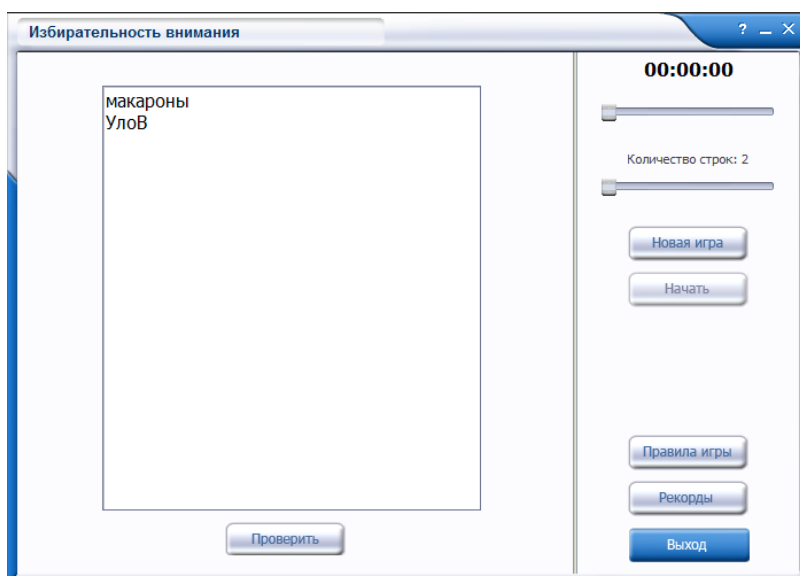 Избирательность внимания
? _ X
макароны
УлоВ
00:00:00
Количество строк: 2
Новая игра
Начать
Правила игры
Рекорды
Выход
Проверить